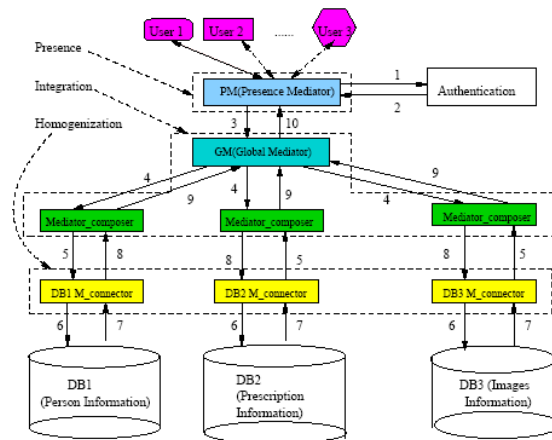 User 1
User 2
......
User 3
Presence
PM(Presence Mediator)
1
2
Authentication
Integration
3
10
Homogenization
GM(Global Mediator)
4
9
4
9
4
9
Mediator_composer
Mediator_composer
Mediator_composer
5
8
8
5
8
5
DB1 M_connector
DB2 M_connector
DB3 M_connector
6
7
6
7
6
7
DB1
(Person Information)
DB2
(Prescription
Information)
DB3 (Images
Information)